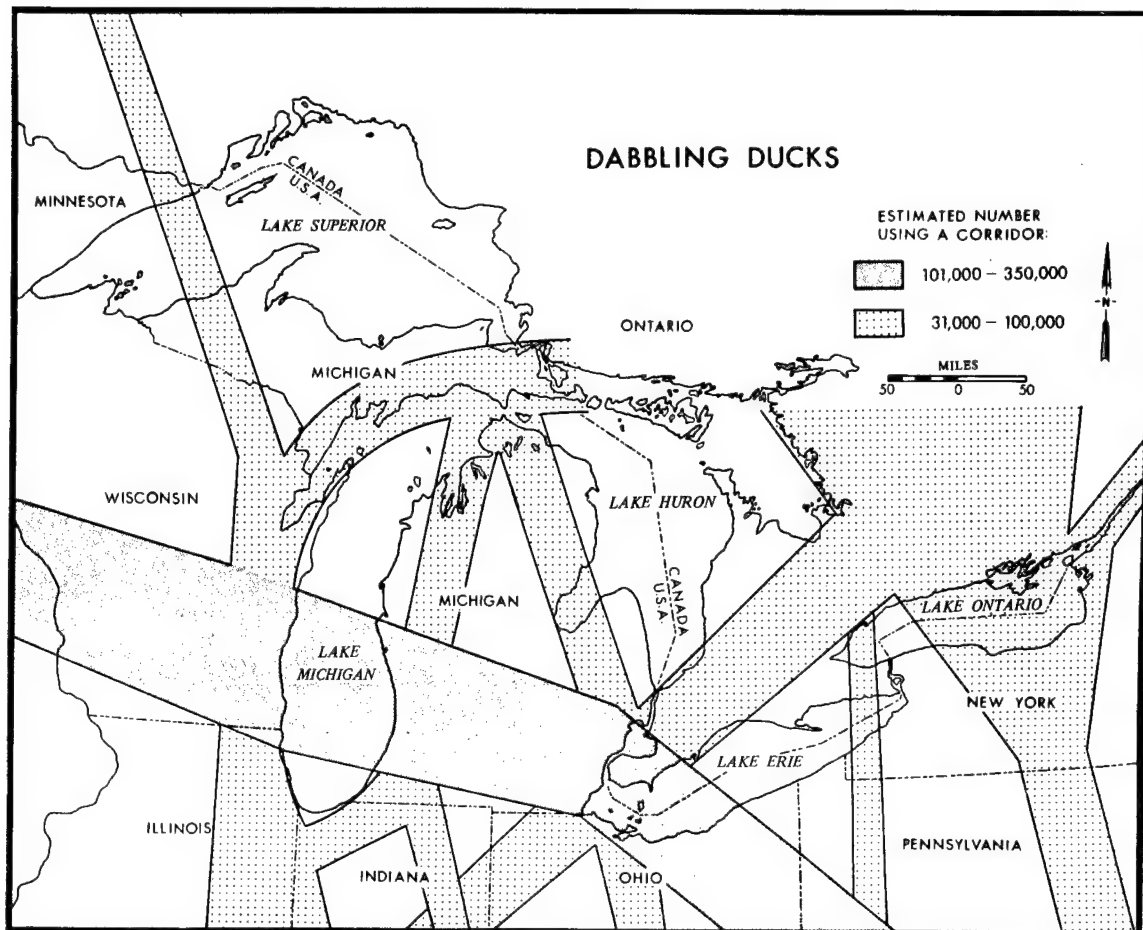 DABBLING DUCKS
ESTIMATED NUMBER
USING A CORRIDOR:
101,000 – 350,000
31,000 – 100,000
N
MILES
50 0 50
MINNESOTA
CANADA
U.S.A.
LAKE SUPERIOR
ONTARIO
MICHIGAN
WISCONSIN
LAKE HURON
CANADA
U.S.A.
MICHIGAN
LAKE ONTARIO
LAKE
MICHIGAN
NEW YORK
LAKE ERIE
ILLINOIS
PENNSYLVANIA
INDIANA
OHIO